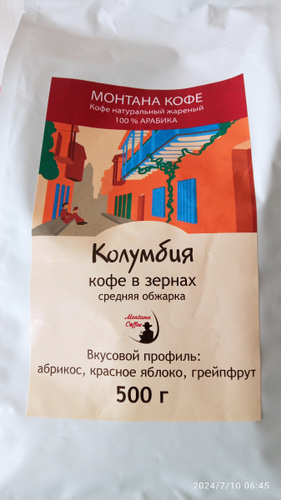 МОНТАНА КОФЕ
Кофе натуральный жареный
100 % АРАБИКА
Колумбия
кофе в зернах
средняя обжарка
Montana
Coffee
Вкусовой профиль:
абрикос, красное яблоко, грейпфрут
500 г
2024/7/10 06:45